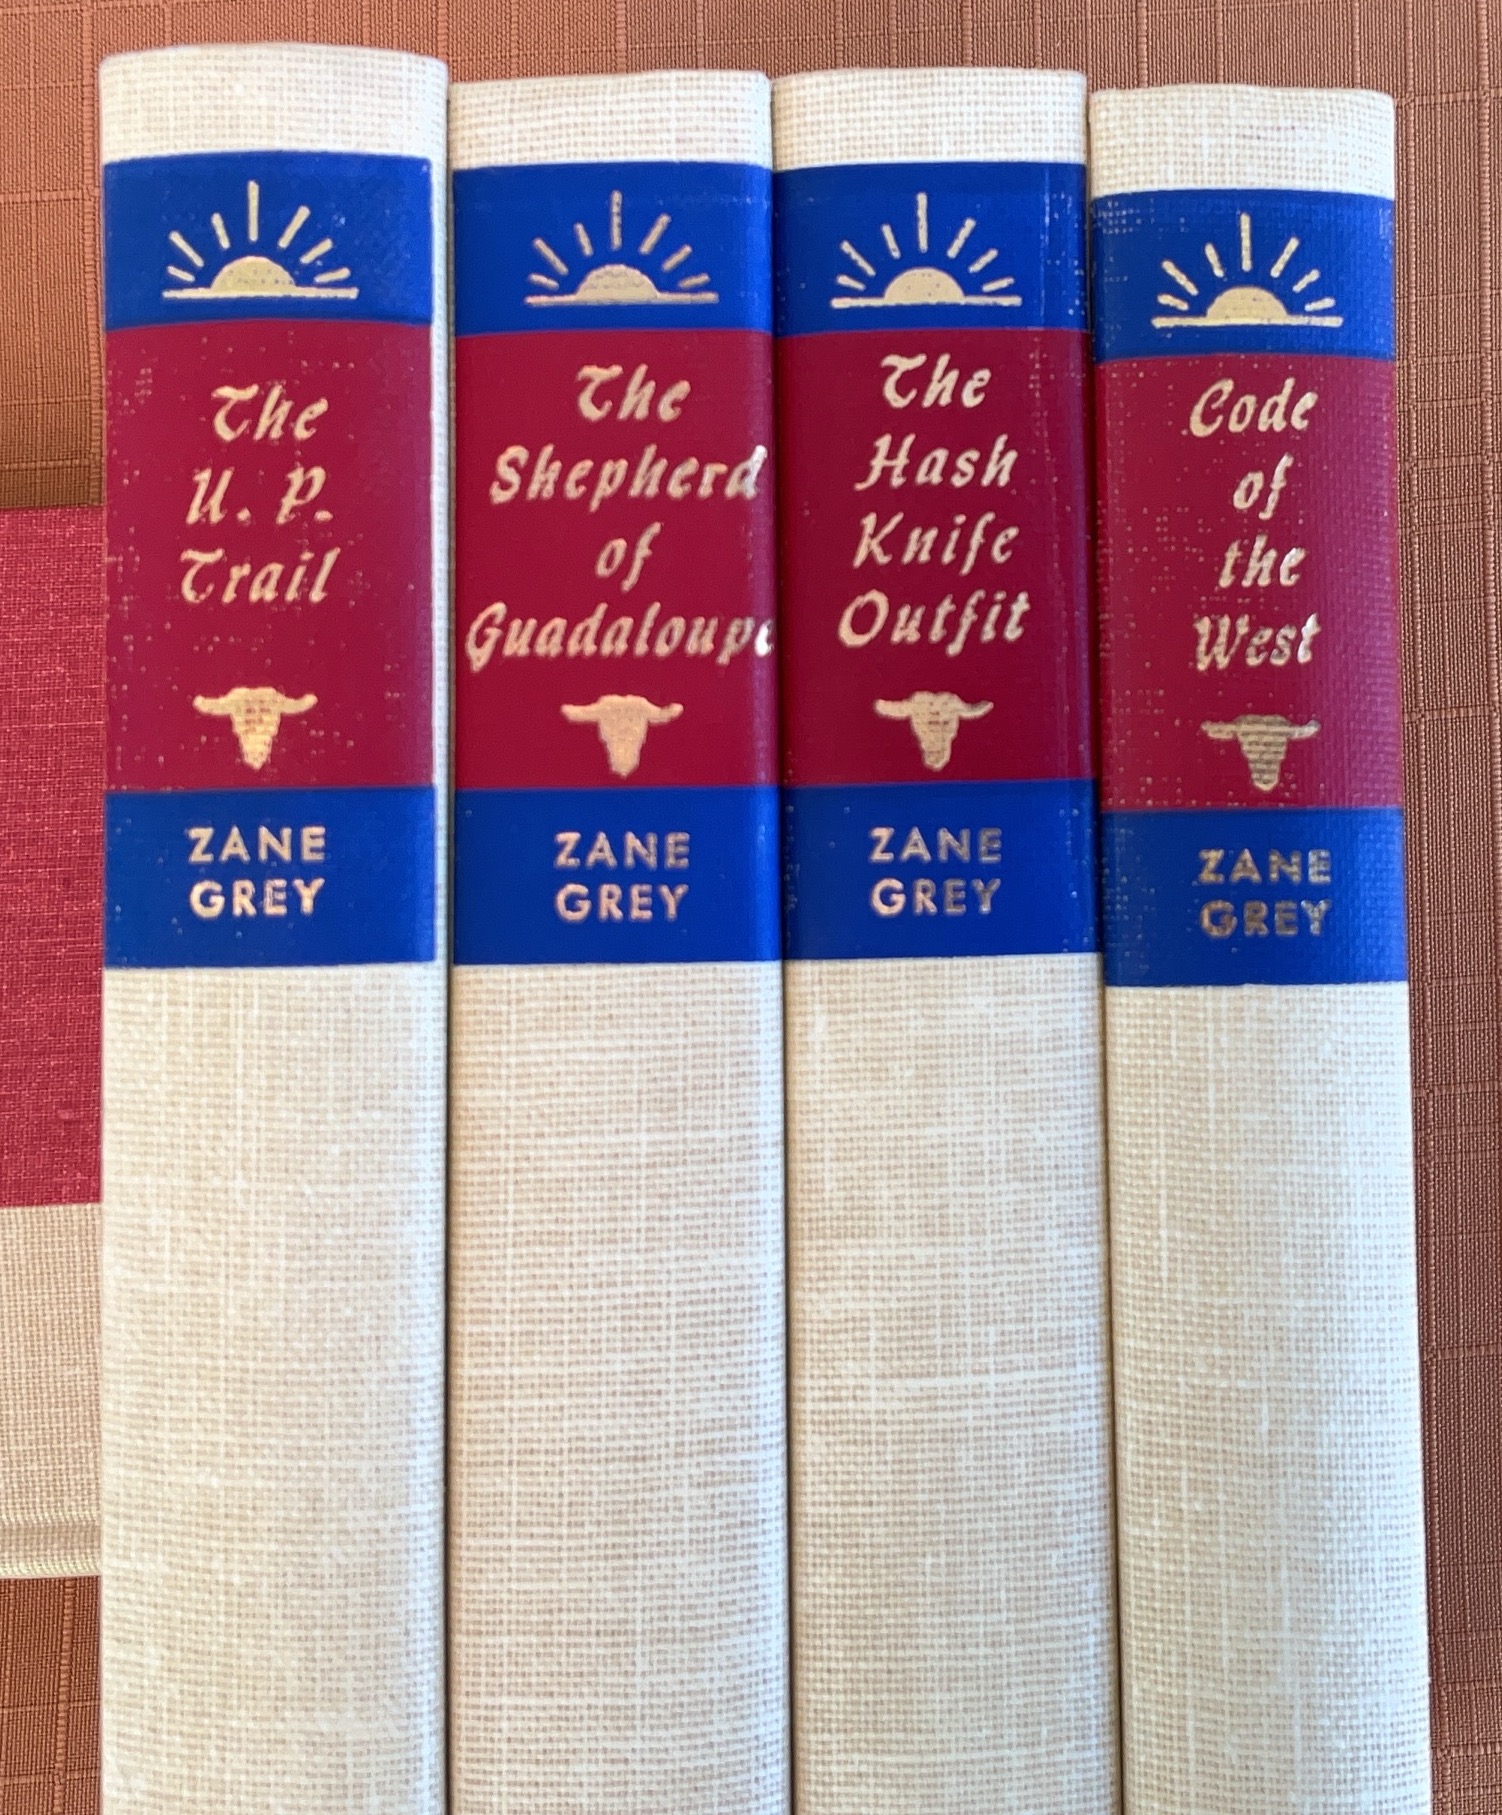 The
U. P.
Trail
ZANE
GREY
The
Shepherd
of
Guadaloupe
ZANE
GREY
The
Hash
Knife
Outfit
ZANE
GREY
Code
of
the
West
ZANE
GREY